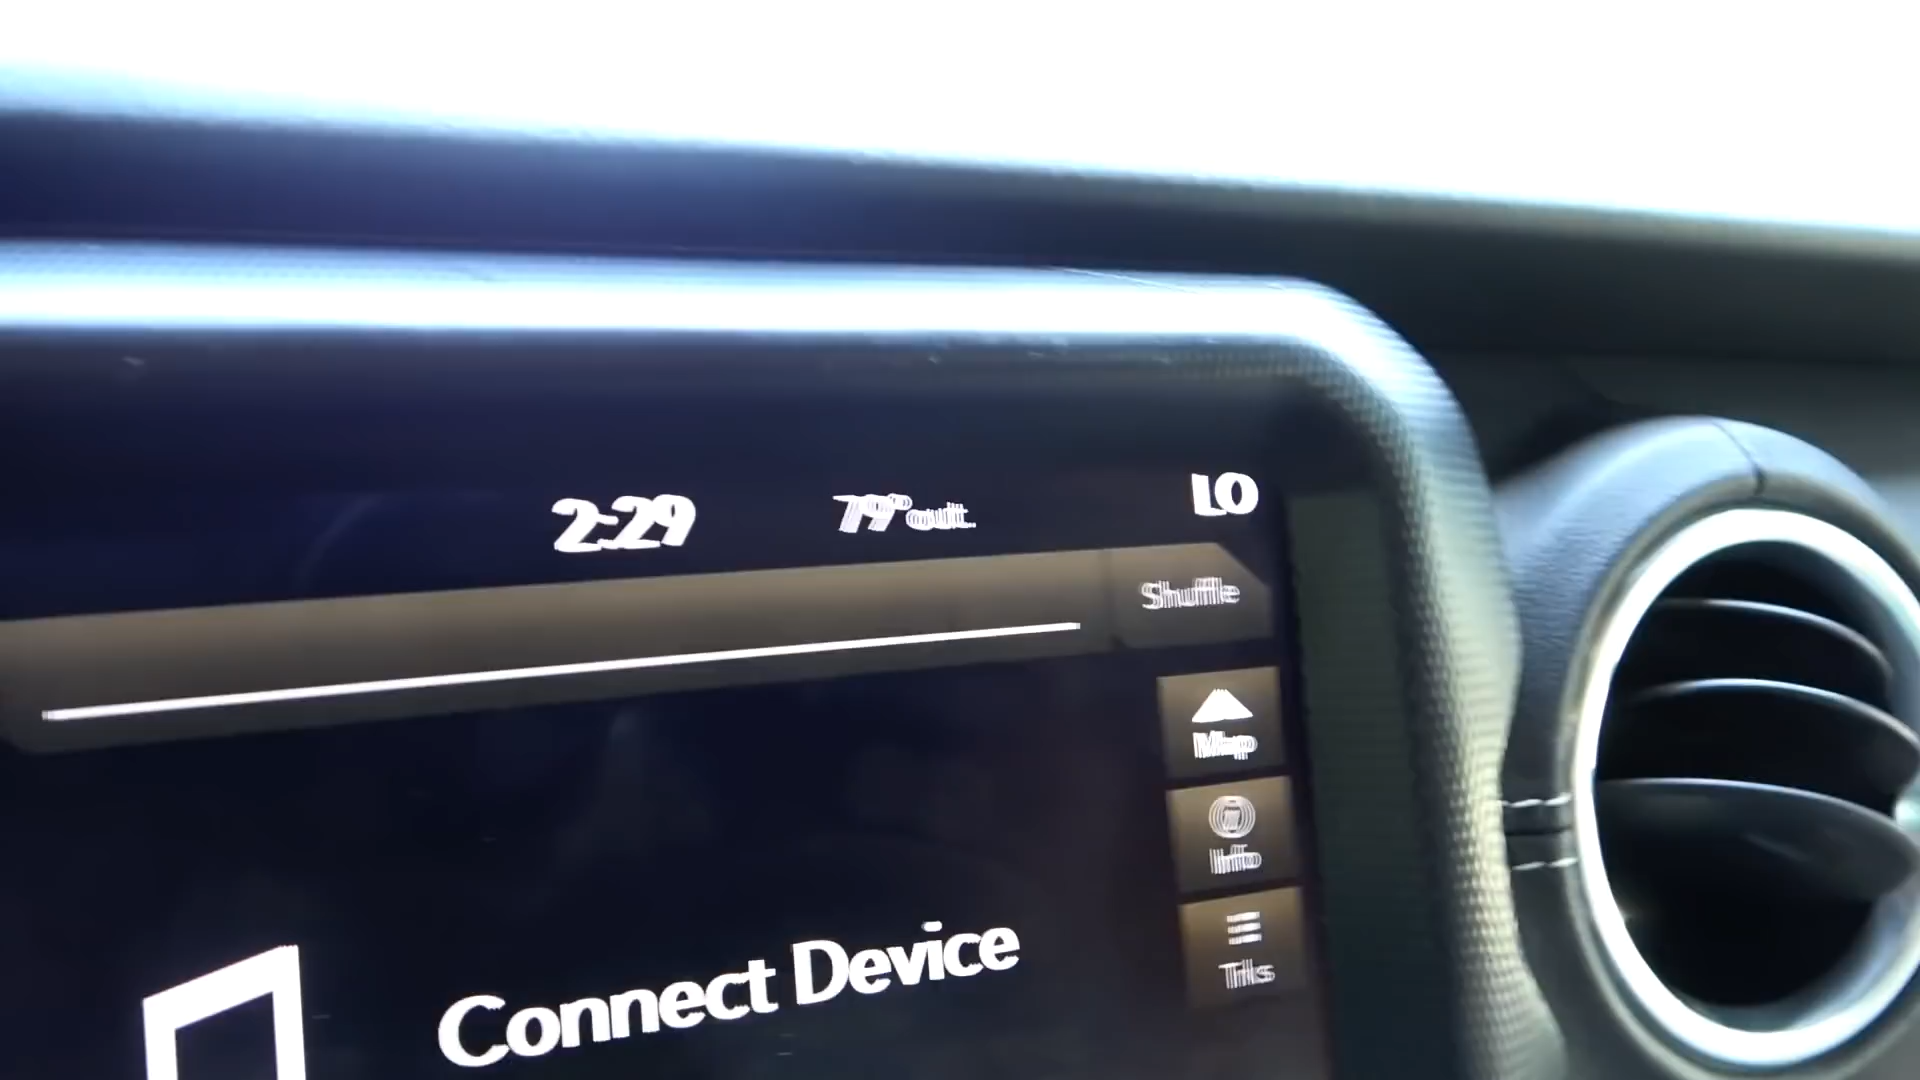 2:29 79° out. LO
Shuffle
Map
Info
Trks
Connect Device